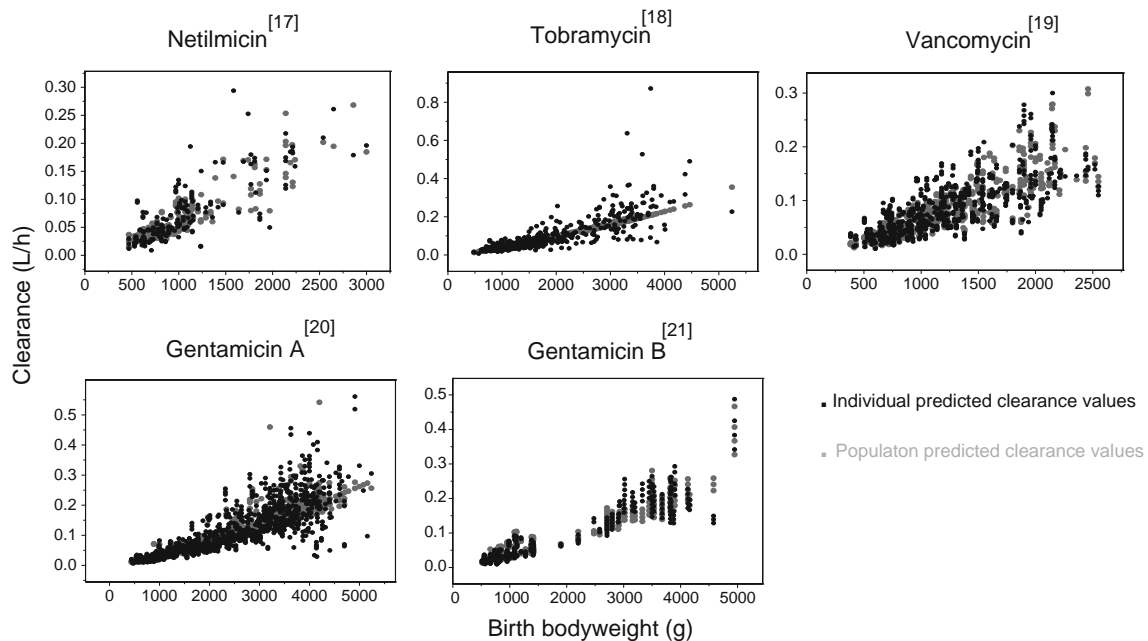 Netilmicin[17]
Tobramycin[18]
Vancomycin[19]
0.30
0.25
0.20
0.15
0.10
0.05
0.00
0 500 1000 1500 2000 2500 3000
0.8
0.6
0.4
0.2
0.0
0 1000 2000 3000 4000 5000
0.3
0.2
0.1
0.0
0 500 1000 1500 2000 2500
Clearance (L/h)
Gentamicin A[20]
Gentamicin B[21]
0.5
0.4
0.3
0.2
0.1
0.0
0 1000 2000 3000 4000 5000
0.5
0.4
0.3
0.2
0.1
0.0
0 1000 2000 3000 4000 5000
Individual predicted clearance values
Populaton predicted clearance values
Birth bodyweight (g)